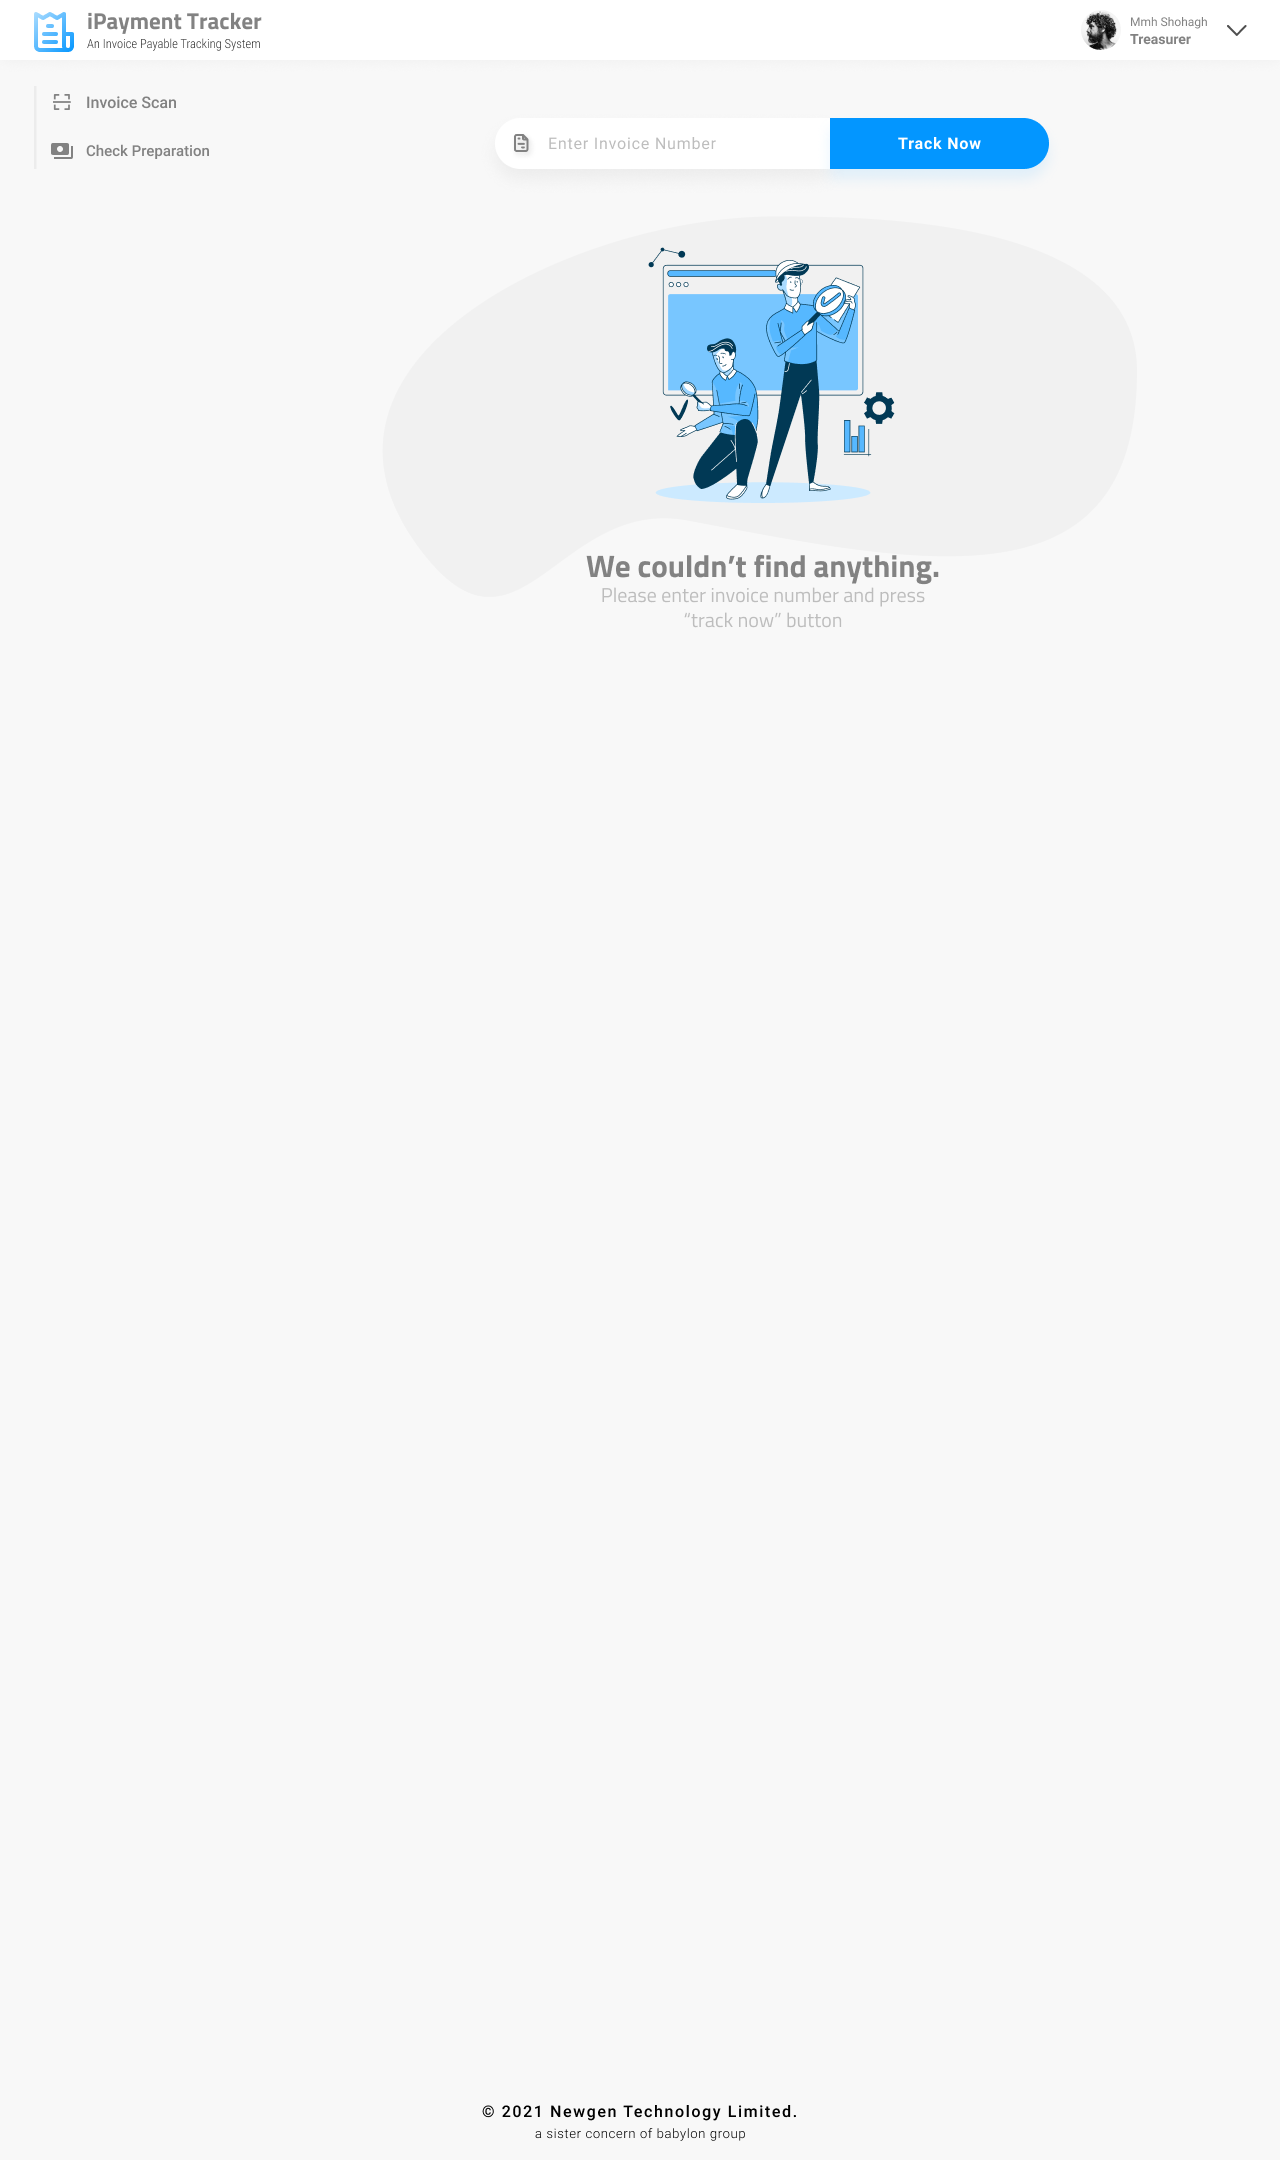 iPayment Tracker
An Invoice Payable Tracking System
Mmh Shohagh
Treasurer
Invoice Scan
Check Preparation
Enter Invoice Number
Track Now
We couldn’t find anything.
Please enter invoice number and press
“track now” button
© 2021 Newgen Technology Limited.
a sister concern of babylon group